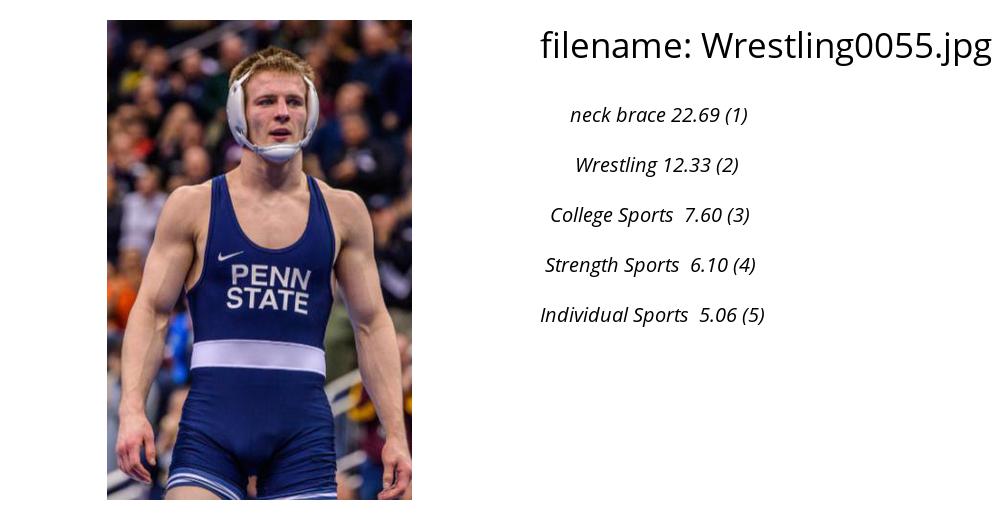 filename: Wrestling0055.jpg
neck brace 22.69 (1)
Wrestling 12.33 (2)
College Sports 7.60 (3)
Strength Sports 6.10 (4)
Individual Sports 5.06 (5)
PENN
STATE